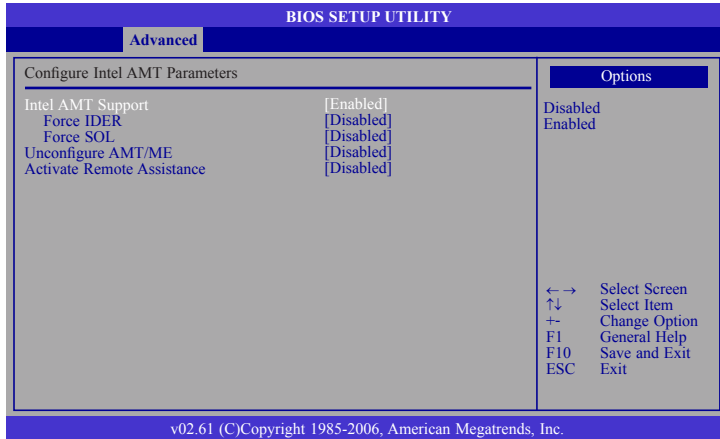 BIOS SETUP UTILITY
Advanced
Configure Intel AMT Parameters
Intel AMT Support [Enabled]
Force IDER [Disabled]
Force SOL [Disabled]
Unconfigure AMT/ME [Disabled]
Activate Remote Assistance [Disabled]
Options
Disabled
Enabled
←→ Select Screen
↑↓ Select Item
+- Change Option
F1 General Help
F10 Save and Exit
ESC Exit
v02.61 (C)Copyright 1985-2006, American Megatrends, Inc.